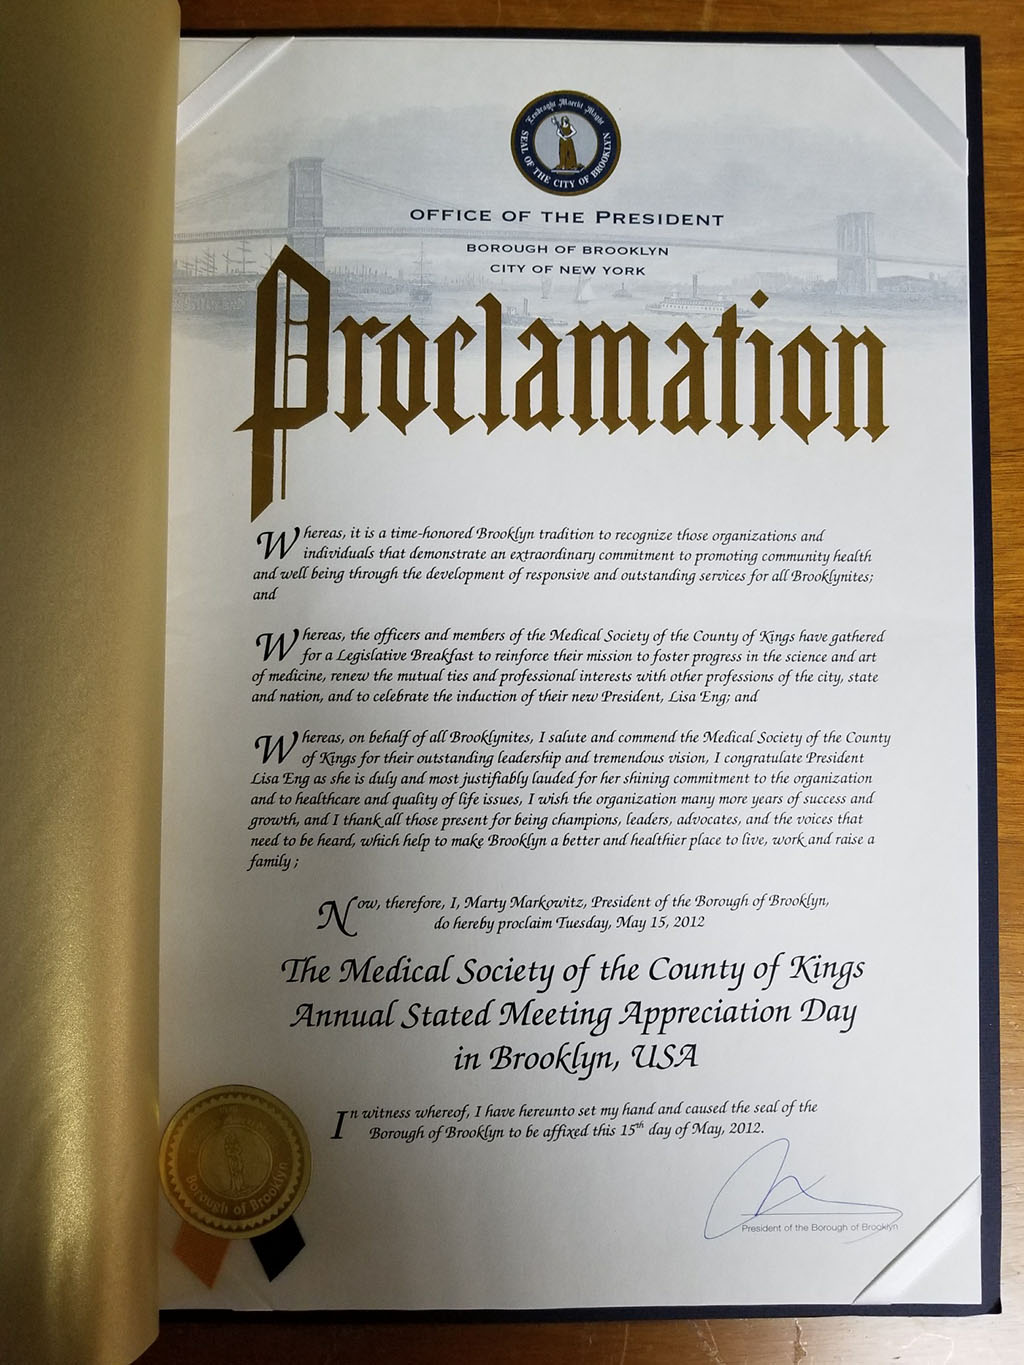 Eendraght Maeckt Maght
SEAL OF THE CITY OF BROOKLYN
OFFICE OF THE PRESIDENT
BOROUGH OF BROOKLYN
CITY OF NEW YORK
Proclamation
Whereas, it is a time-honored Brooklyn tradition to recognize those organizations and
individuals that demonstrate an extraordinary commitment to promoting community health
and well being through the development of responsive and outstanding services for all Brooklynites;
and
Whereas, the officers and members of the Medical Society of the County of Kings have gathered
for a Legislative Breakfast to reinforce their mission to foster progress in the science and art
of medicine, renew the mutual ties and professional interests with other professions of the city, state
and nation, and to celebrate the induction of their new President, Lisa Eng; and
Whereas, on behalf of all Brooklynites, I salute and commend the Medical Society of the County
of Kings for their outstanding leadership and tremendous vision, I congratulate President
Lisa Eng as she is duly and most justifiably lauded for her shining commitment to the organization
and to healthcare and quality of life issues, I wish the organization many more years of success and
growth, and I thank all those present for being champions, leaders, advocates, and the voices that
need to be heard, which help to make Brooklyn a better and healthier place to live, work and raise a
family ;
Now, therefore, I, Marty Markowitz, President of the Borough of Brooklyn,
do hereby proclaim Tuesday, May 15, 2012
The Medical Society of the County of Kings
Annual Stated Meeting Appreciation Day
in Brooklyn, USA
In witness whereof, I have hereunto set my hand and caused the seal of the
Borough of Brooklyn to be affixed this 15th day of May, 2012.
Borough of Brooklyn
President of the Borough of Brooklyn